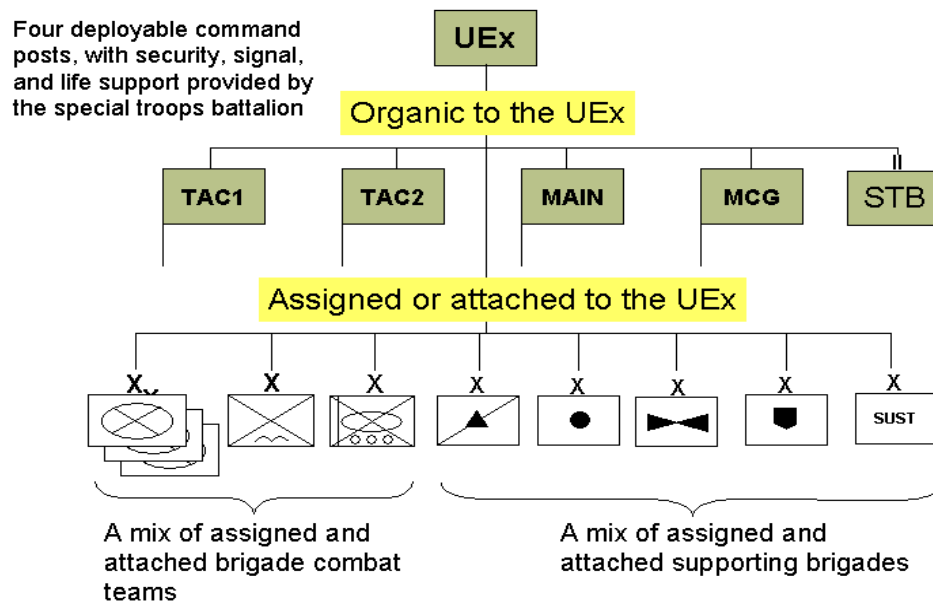 Four deployable command
posts, with security, signal,
and life support provided by
the special troops battalion
UEx
Organic to the UEx
TAC1 TAC2 MAIN MCG STB
II
Assigned or attached to the UEx
X X X X X X X X
SUST
A mix of assigned and
attached brigade combat
teams
A mix of assigned and
attached supporting brigades